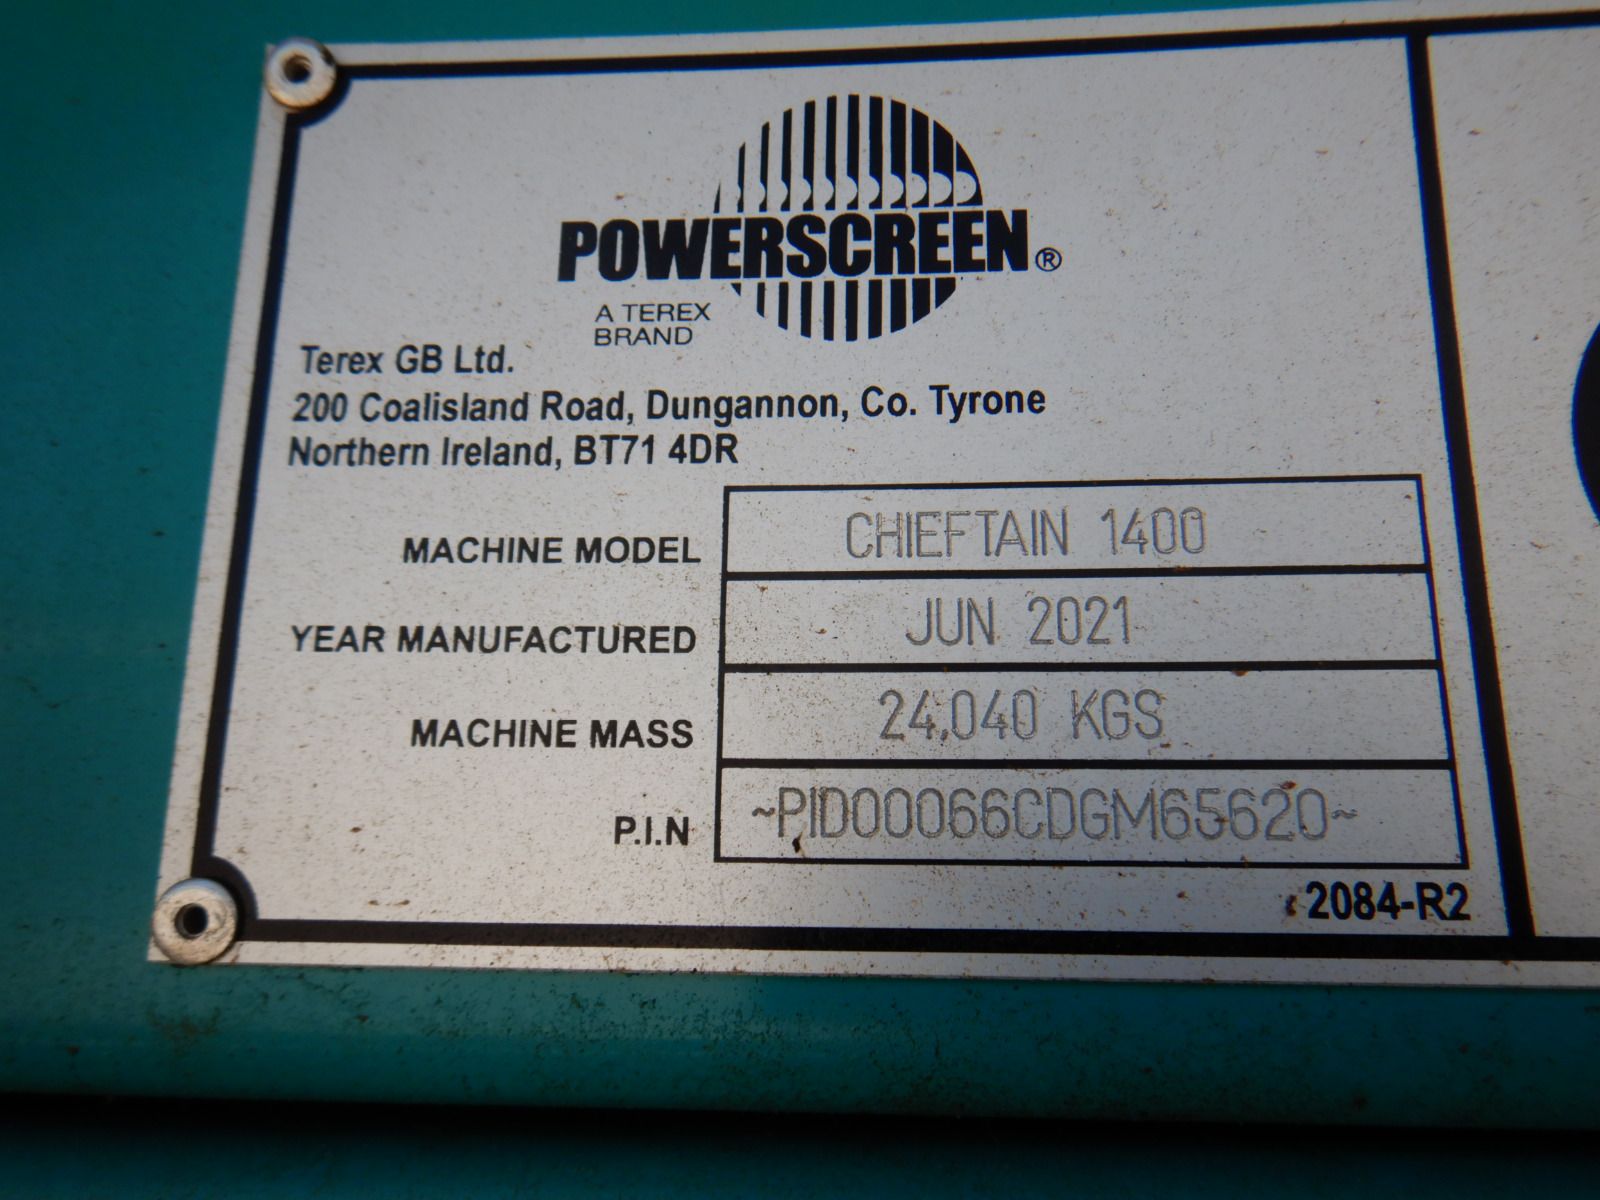 POWERSCREEN®
A TEREX
BRAND
Terex GB Ltd.
200 Coalisland Road, Dungannon, Co. Tyrone
Northern Ireland, BT71 4DR
MACHINE MODEL CHIEFTAIN 1400
YEAR MANUFACTURED JUN 2021
MACHINE MASS 24,040 KGS
P.I.N ~PID00066CDGM65620~
2084-R2